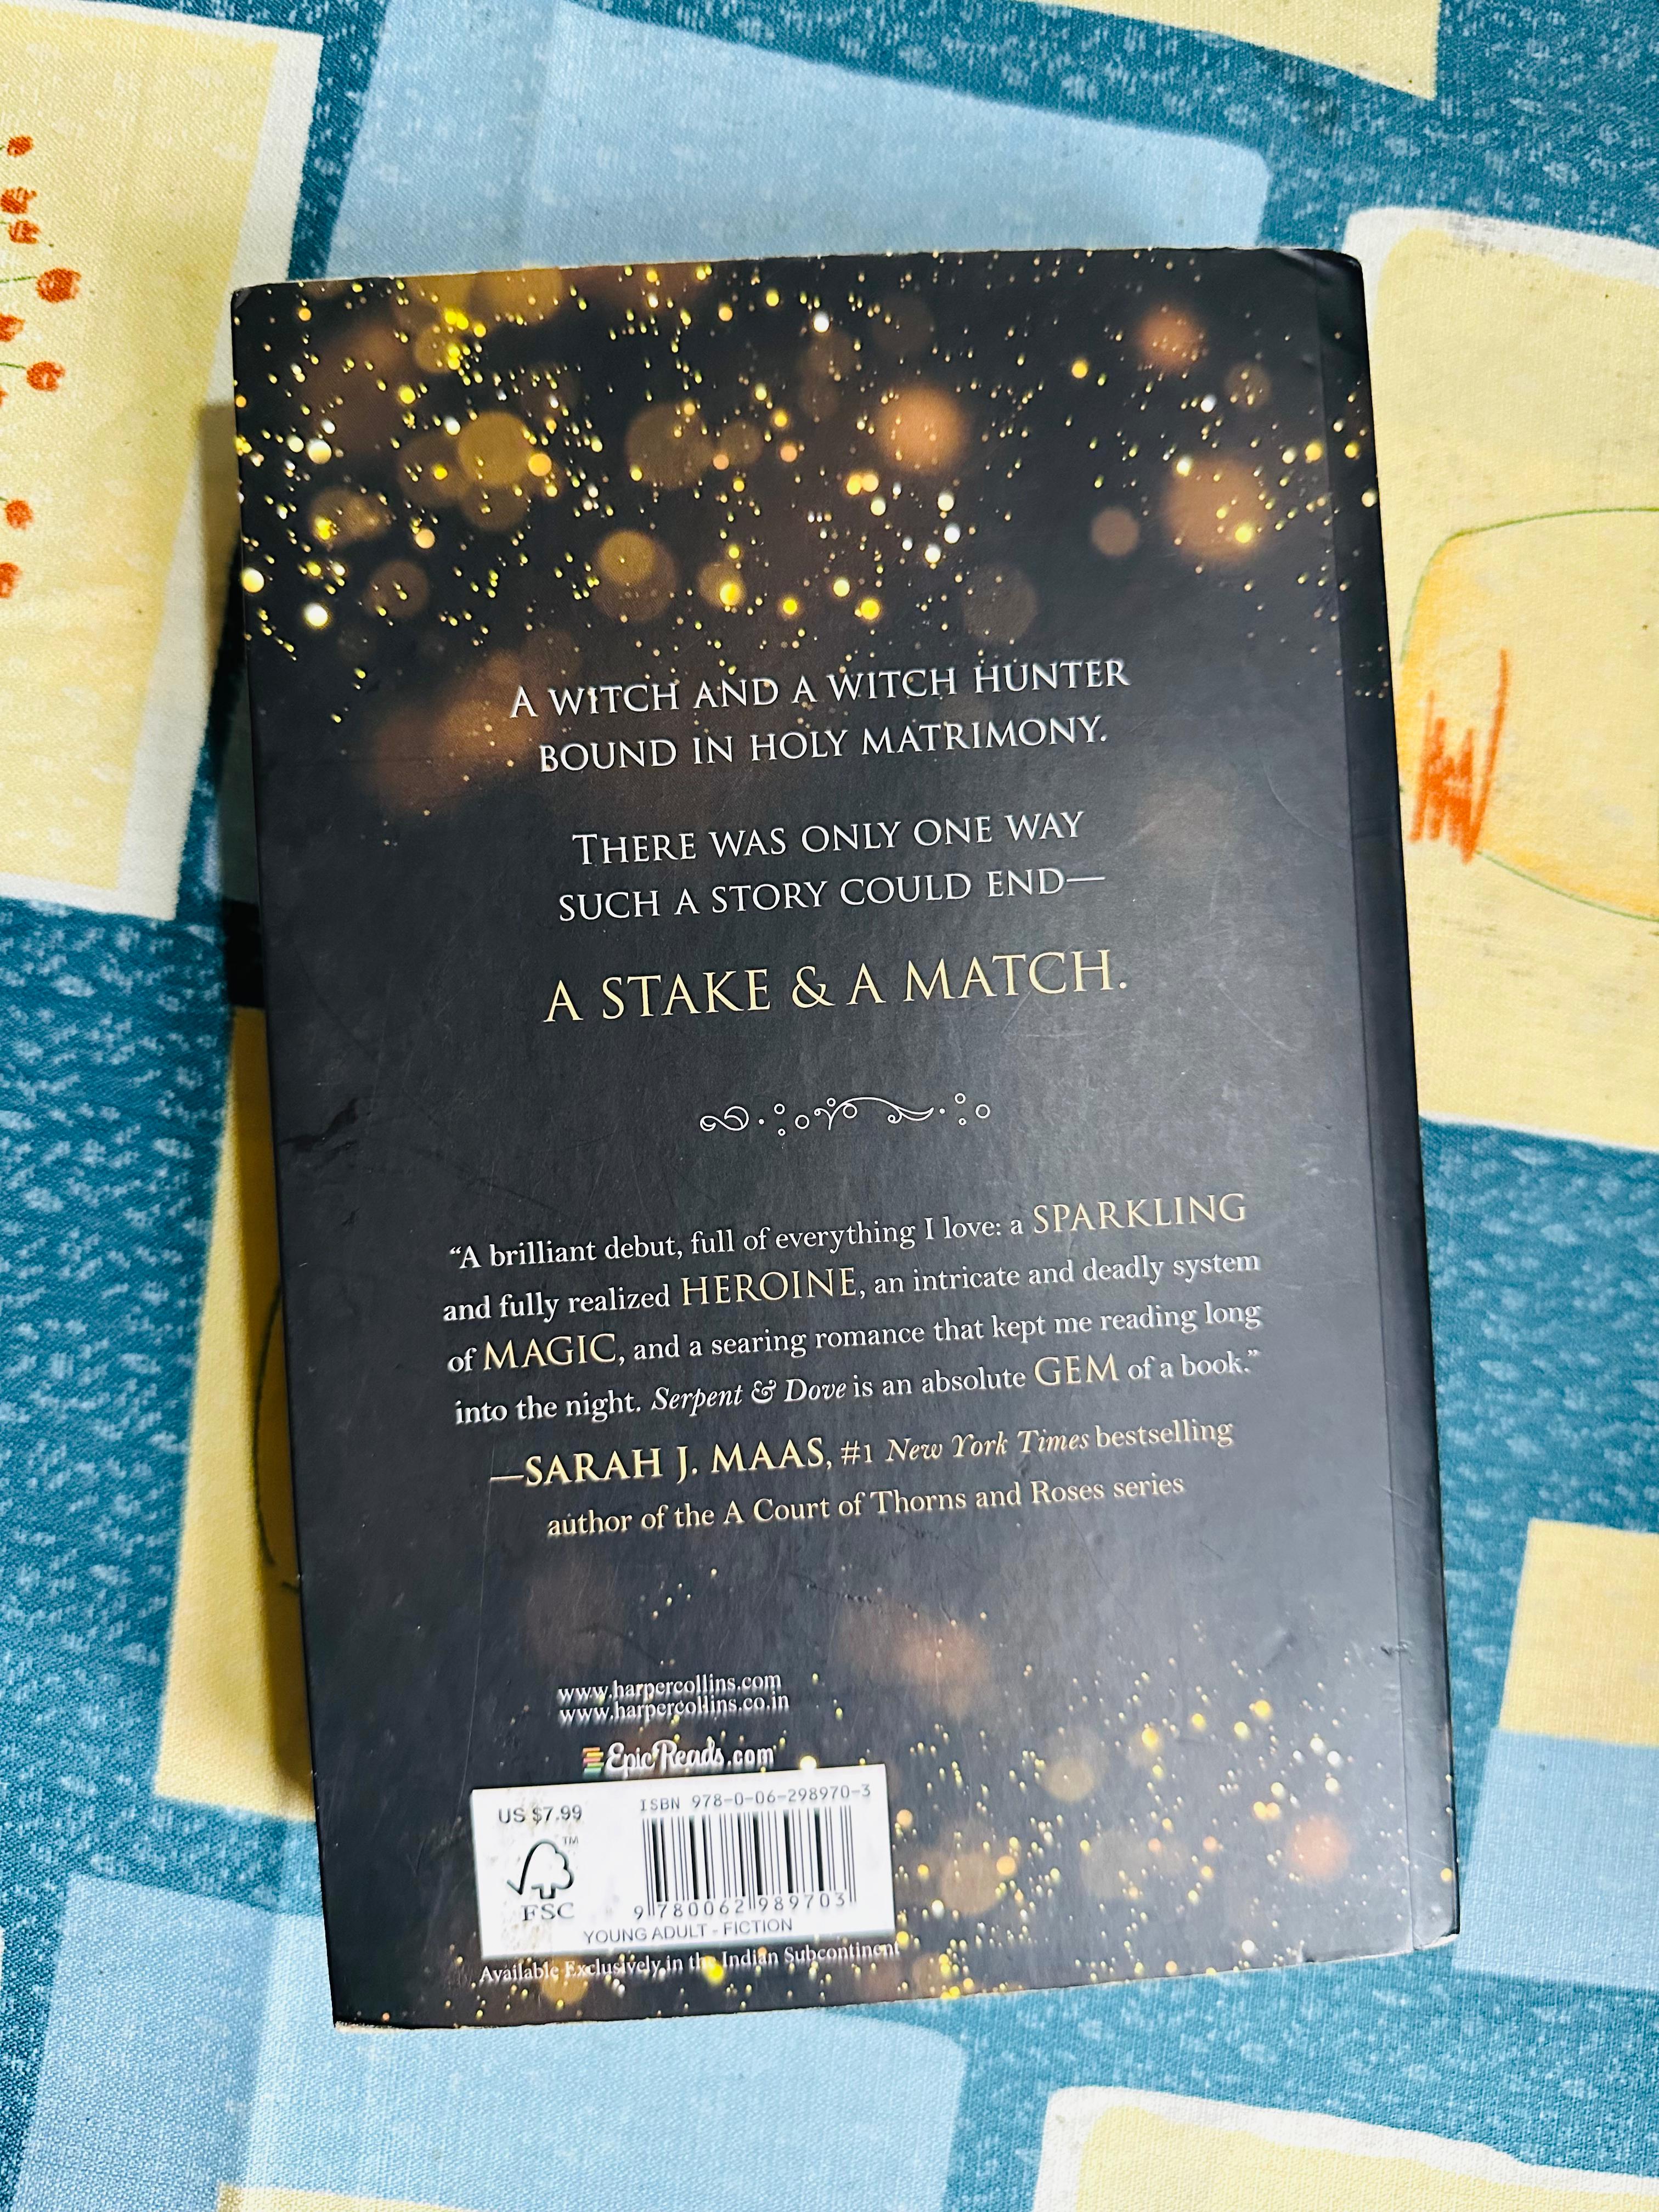 A WITCH AND A WITCH HUNTER
BOUND IN HOLY MATRIMONY.
THERE WAS ONLY ONE WAY
SUCH A STORY COULD END—
A STAKE & A MATCH.
“A brilliant debut, full of everything I love: a SPARKLING
and fully realized HEROINE, an intricate and deadly system
of MAGIC, and a searing romance that kept me reading long
into the night. Serpent & Dove is an absolute GEM of a book.”
—SARAH J. MAAS, #1 New York Times bestselling
author of the A Court of Thorns and Roses series
www.harpercollins.com
www.harpercollins.co.in
EpicReads.com
US $7.99
ISBN 978-0-06-298970-3
TM
FSC
9 780062 989703
YOUNG ADULT - FICTION
Available Exclusively in the Indian Subcontinent